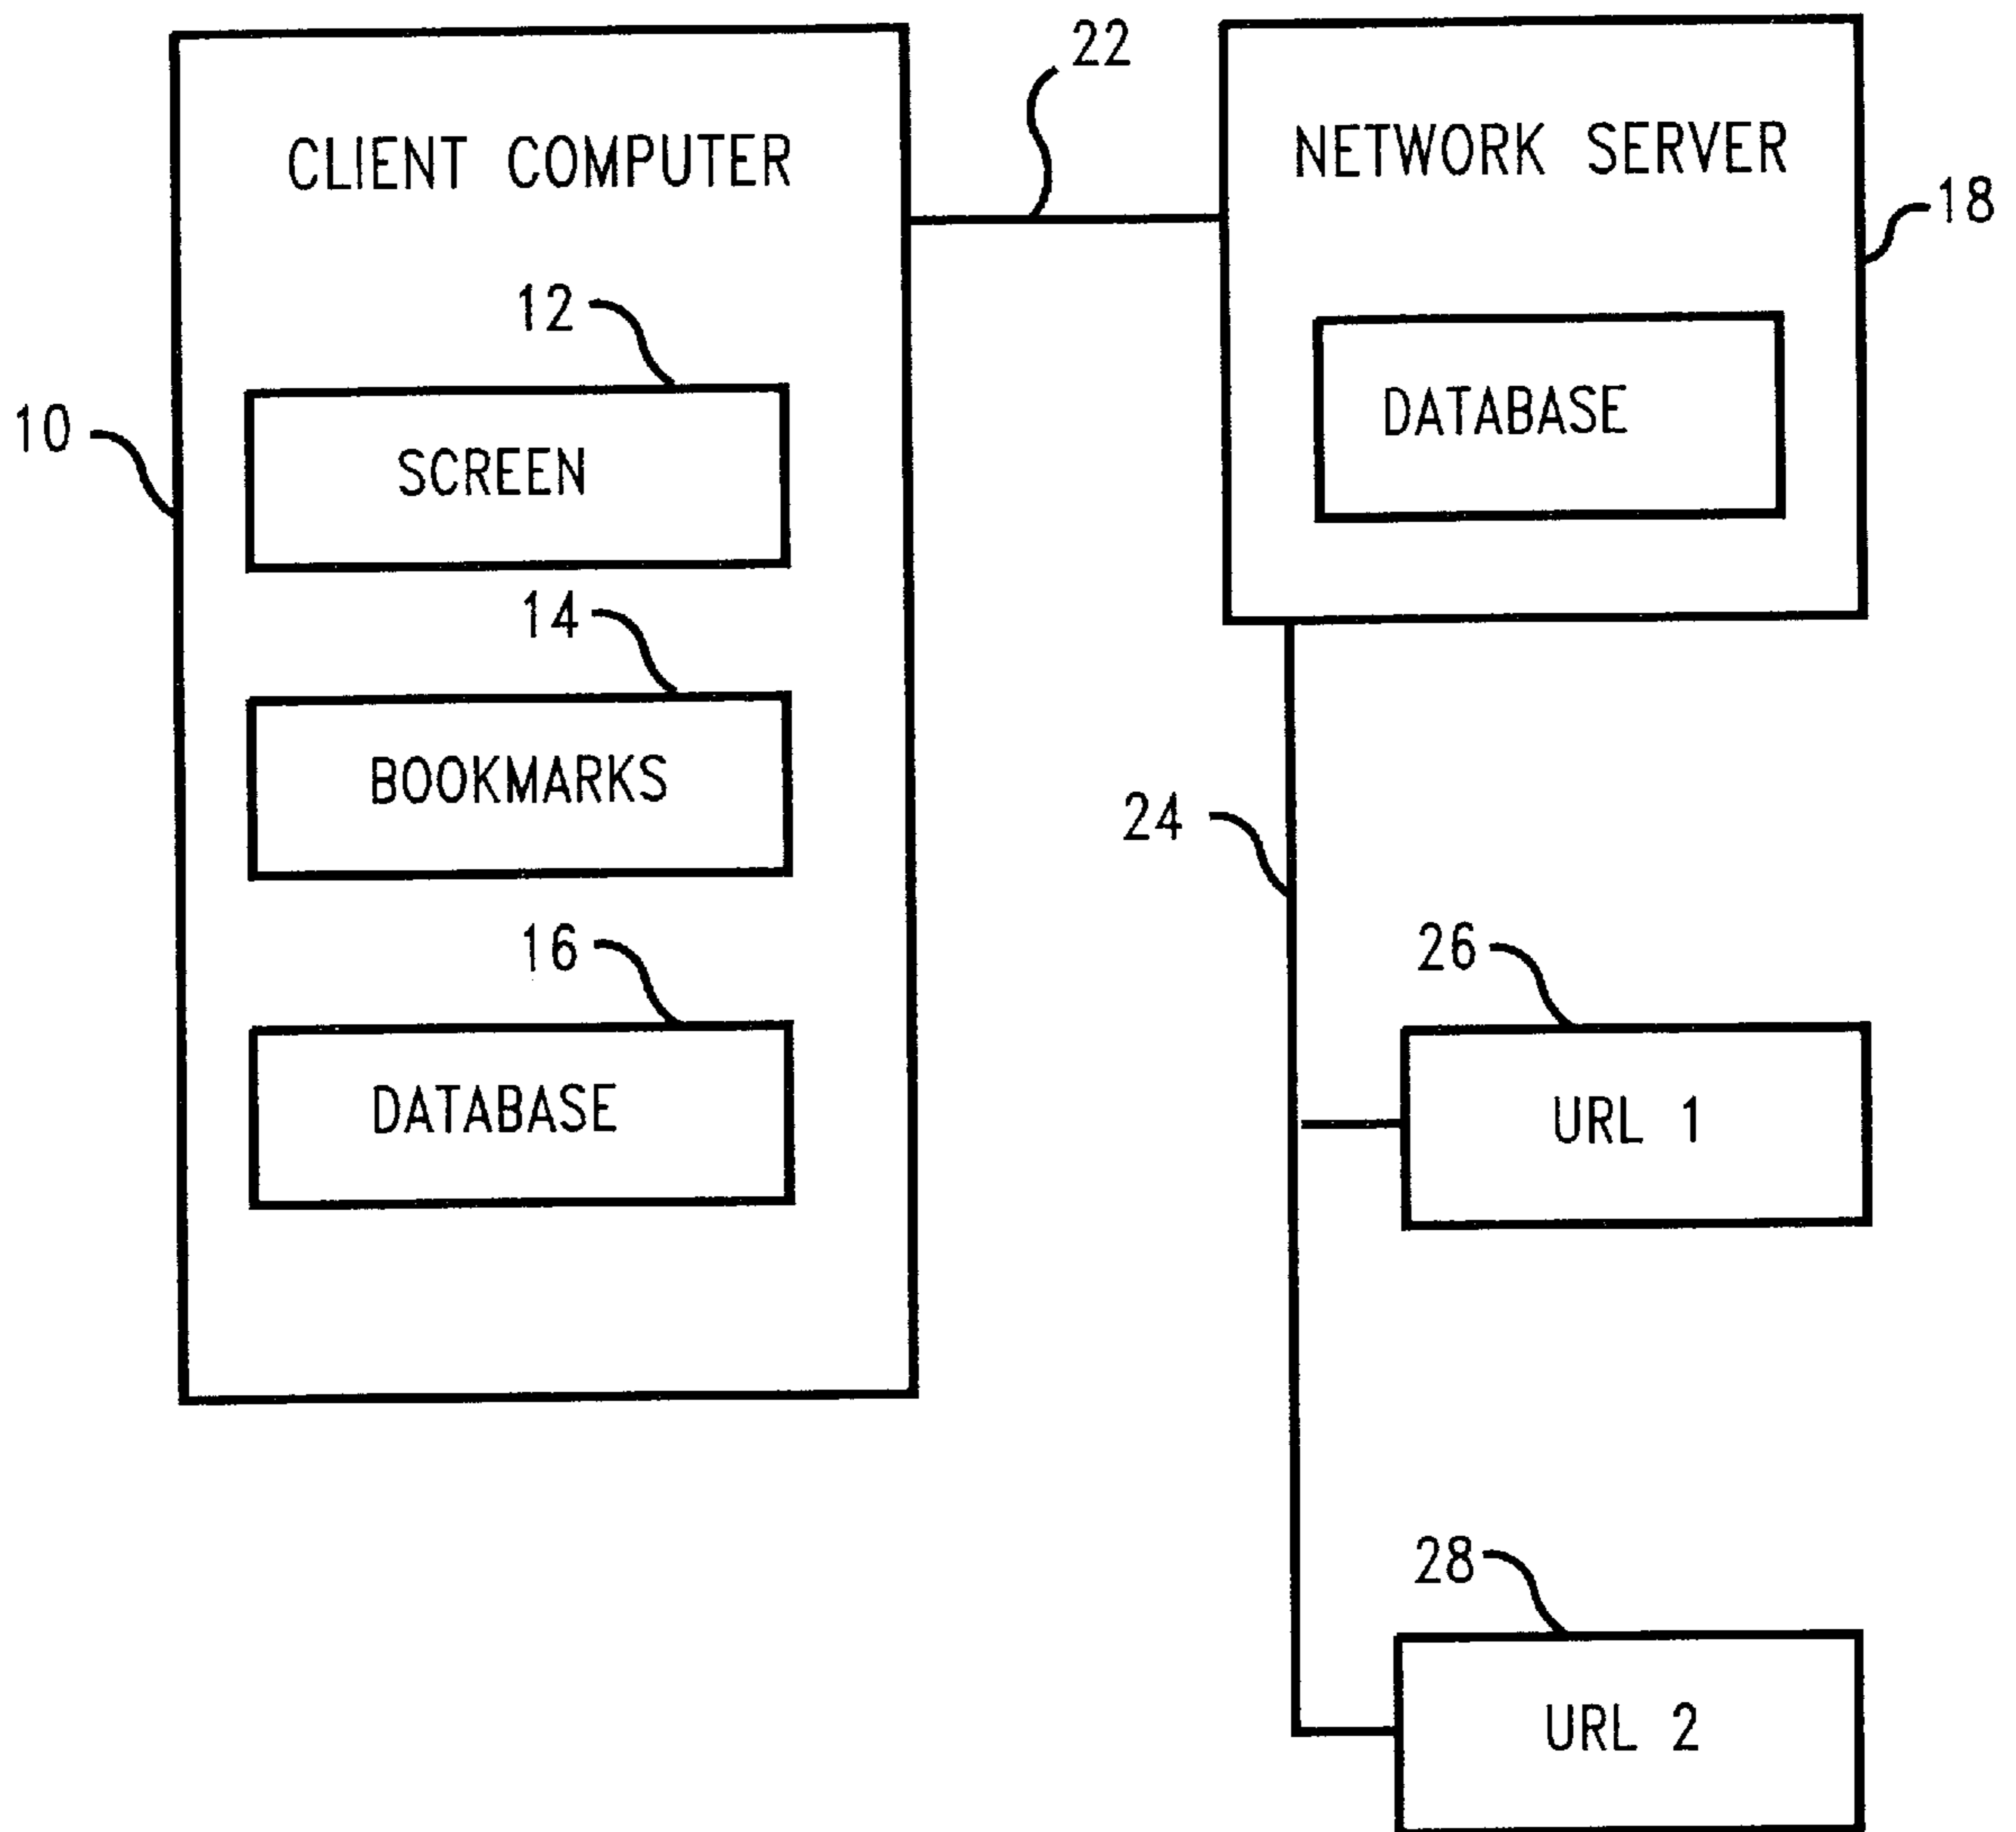 22
CLIENT COMPUTER
NETWORK SERVER
18
12
10
SCREEN
DATABASE
14
BOOKMARKS
24
16
26
DATABASE
URL 1
28
URL 2